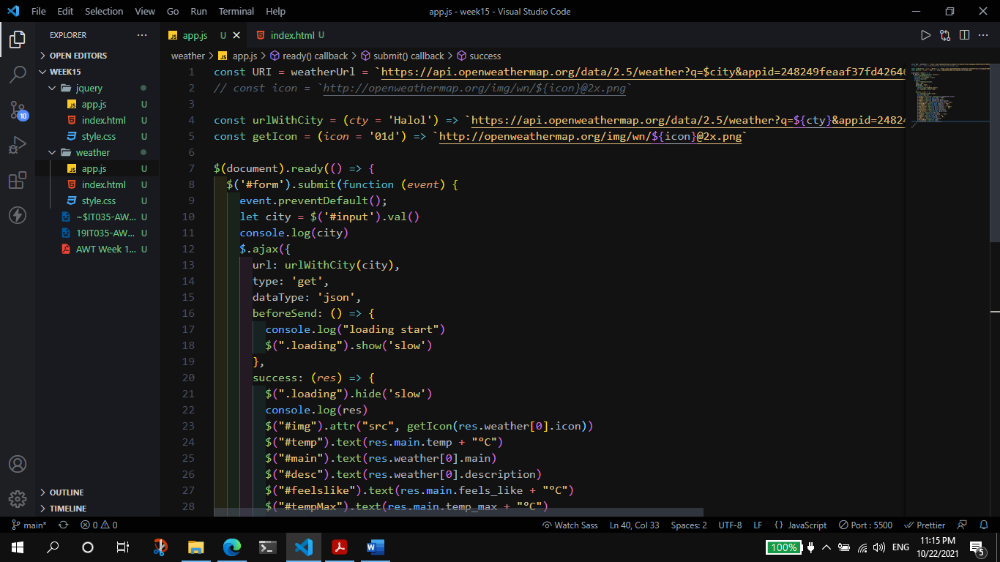 File Edit Selection View Go Run Terminal Help
app.js - week15 - Visual Studio Code
EXPLORER
OPEN EDITORS
WEEK15
jquery
JS app.js U
index.html U
style.css U
weather
JS app.js U
index.html U
style.css U
~$IT035-AW... U
19IT035-AW... U
AWT Week 1... U
OUTLINE
TIMELINE
10
JS app.js U
index.html U
weather > JS app.js > ready() callback > submit() callback > success
1 const URI = weatherUrl = `https://api.openweathermap.org/data/2.5/weather?q=$city&appid=248249feaaf37fd42646
2 // const icon = `http://openweathermap.org/img/wn/${icon}@2x.png`
3
4 const urlWithCity = (cty = 'Halol') => `https://api.openweathermap.org/data/2.5/weather?q=${cty}&appid=24824
5 const getIcon = (icon = '01d') => `http://openweathermap.org/img/wn/${icon}@2x.png`
6
7 $(document).ready(() => {
8 $('#form').submit(function (event) {
9 event.preventDefault();
10 let city = $('#input').val()
11 console.log(city)
12 $.ajax({
13 url: urlWithCity(city),
14 type: 'get',
15 dataType: 'json',
16 beforeSend: () => {
17 console.log("loading start")
18 $(".loading").show('slow')
19 },
20 success: (res) => {
21 $(".loading").hide('slow')
22 console.log(res)
23 $("#img").attr("src", getIcon(res.weather[0].icon))
24 $("#temp").text(res.main.temp + "°C")
25 $("#main").text(res.weather[0].main)
26 $("#desc").text(res.weather[0].description)
27 $("#feelslike").text(res.main.feels_like + "°C")
28 $("#tempMax").text(res.main.temp_max + "°C")
main* 0 0
Watch Sass Ln 40, Col 33 Spaces: 2 UTF-8 LF {} JavaScript Port : 5500 Prettier
100% ENG 11:15 PM
10/22/2021
5